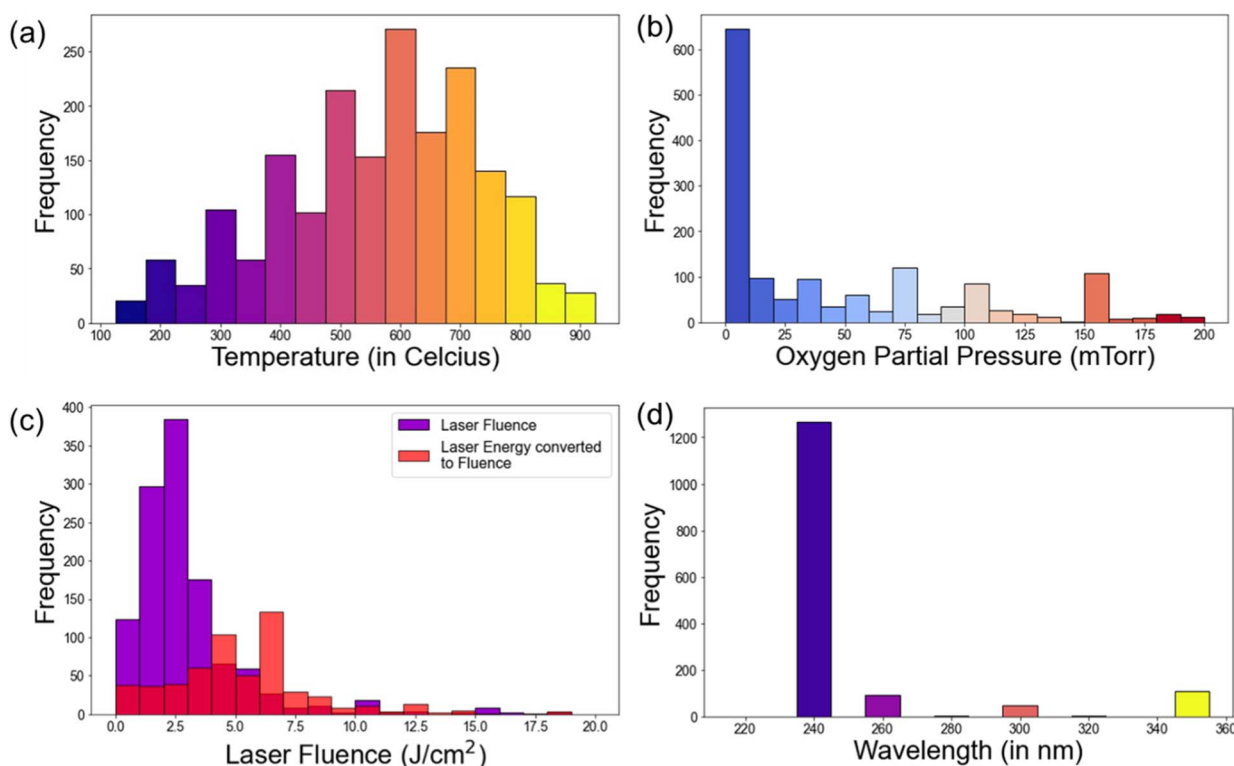 (a)
250
200
150
100
50
0
Frequency
100 200 300 400 500 600 700 800 900
Temperature (in Celcius)
(b)
600
500
400
300
200
100
0
Frequency
0 25 50 75 100 125 150 175 200
Oxygen Partial Pressure (mTorr)
(c)
400
350
300
250
200
150
100
50
0
Frequency
Laser Fluence
Laser Energy converted
to Fluence
0.0 2.5 5.0 7.5 10.0 12.5 15.0 17.5 20.0
Laser Fluence (J/cm²)
(d)
1200
1000
800
600
400
200
0
Frequency
220 240 260 280 300 320 340 360
Wavelength (in nm)